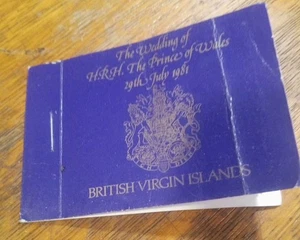 The Wedding of
H.R.H. The Prince of Wales
29th July 1981
BRITISH VIRGIN ISLANDS